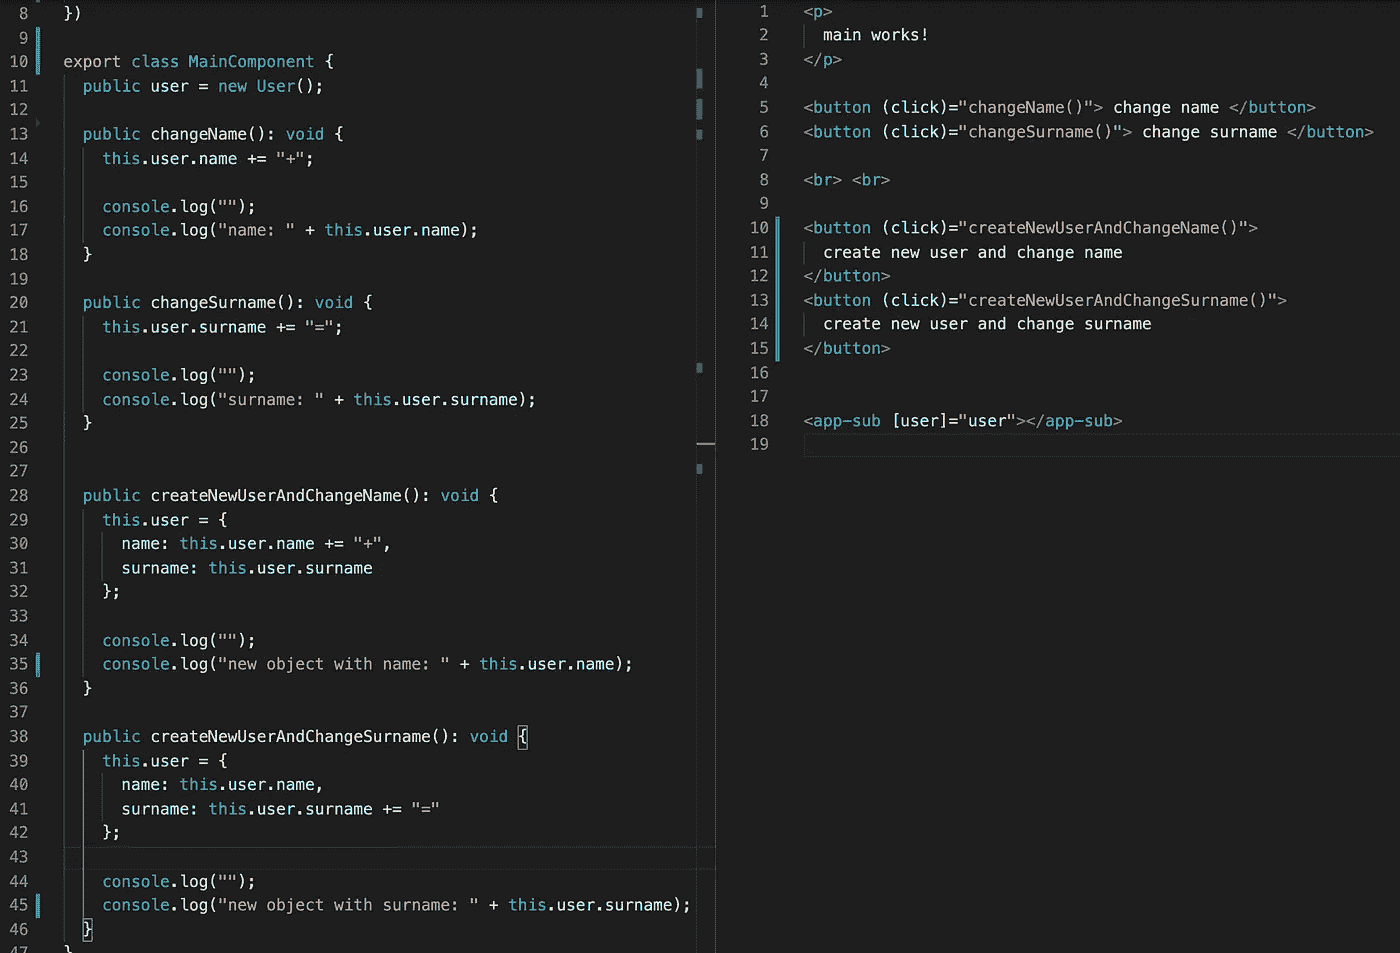 8 })
9
10 export class MainComponent {
11 public user = new User();
12
13 public changeName(): void {
14 this.user.name += "+";
15
16 console.log("");
17 console.log("name: " + this.user.name);
18 }
19
20 public changeSurname(): void {
21 this.user.surname += "=";
22
23 console.log("");
24 console.log("surname: " + this.user.surname);
25 }
26
27
28 public createNewUserAndChangeName(): void {
29 this.user = {
30 name: this.user.name += "+",
31 surname: this.user.surname
32 };
33
34 console.log("");
35 console.log("new object with name: " + this.user.name);
36 }
37
38 public createNewUserAndChangeSurname(): void {
39 this.user = {
40 name: this.user.name,
41 surname: this.user.surname += "="
42 };
43
44 console.log("");
45 console.log("new object with surname: " + this.user.surname);
46 }
47 }
1 <p>
2 main works!
3 </p>
4
5 <button (click)="changeName()"> change name </button>
6 <button (click)="changeSurname()"> change surname </button>
7
8 <br> <br>
9
10 <button (click)="createNewUserAndChangeName()">
11 create new user and change name
12 </button>
13 <button (click)="createNewUserAndChangeSurname()">
14 create new user and change surname
15 </button>
16
17
18 <app-sub [user]="user"></app-sub>
19